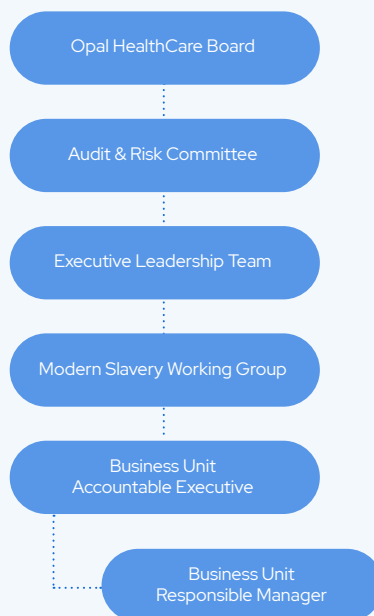 Opal HealthCare Board
Audit & Risk Committee
Executive Leadership Team
Modern Slavery Working Group
Business Unit
Accountable Executive
Business Unit
Responsible Manager